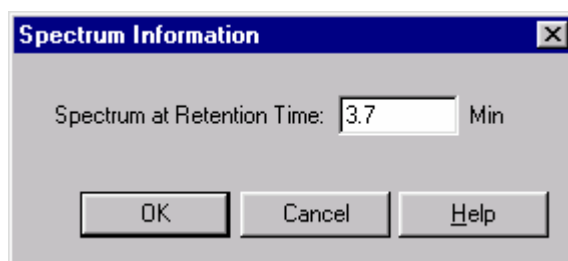 Spectrum Information
Spectrum at Retention Time: 3.7 Min
OK Cancel Help